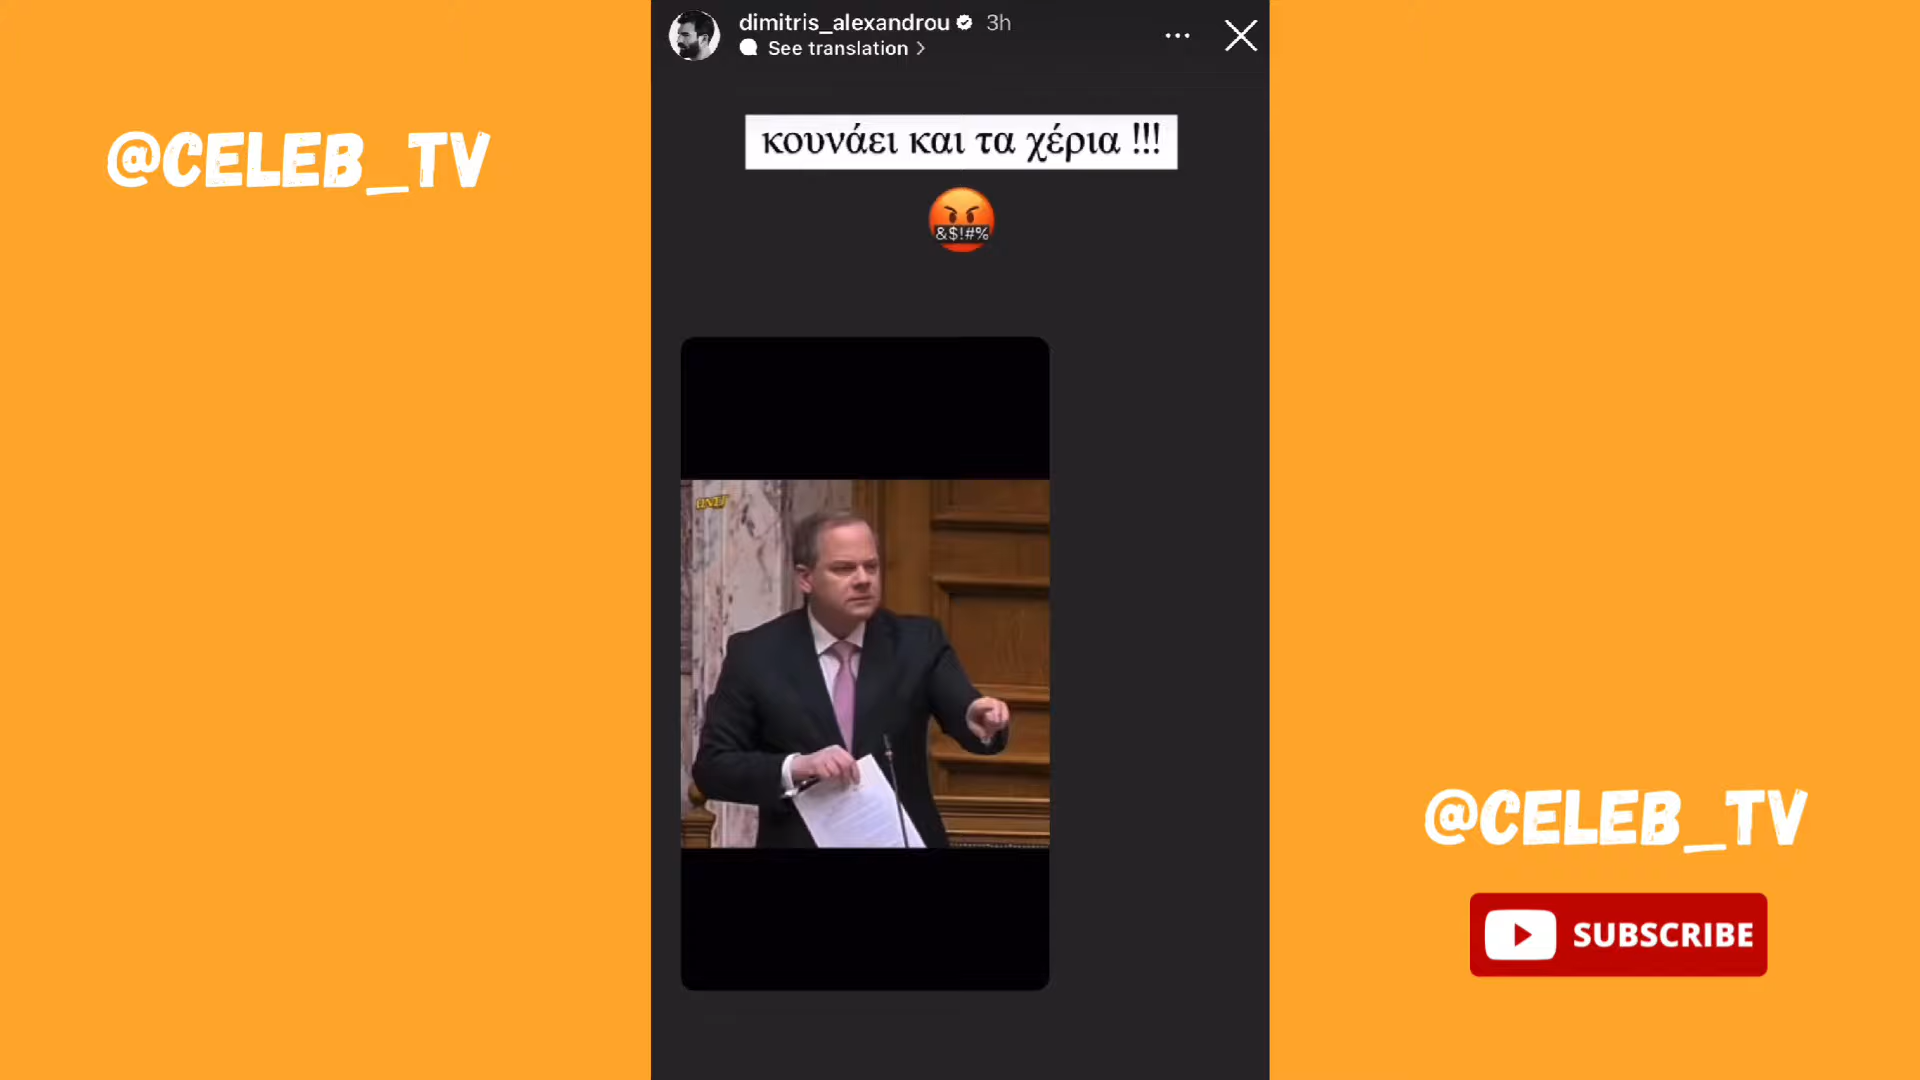 @CELEB_TV
dimitris_alexandrou 3h
See translation >
κουνάει και τα χέρια !!!
&$!#%
@CELEB_TV
SUBSCRIBE